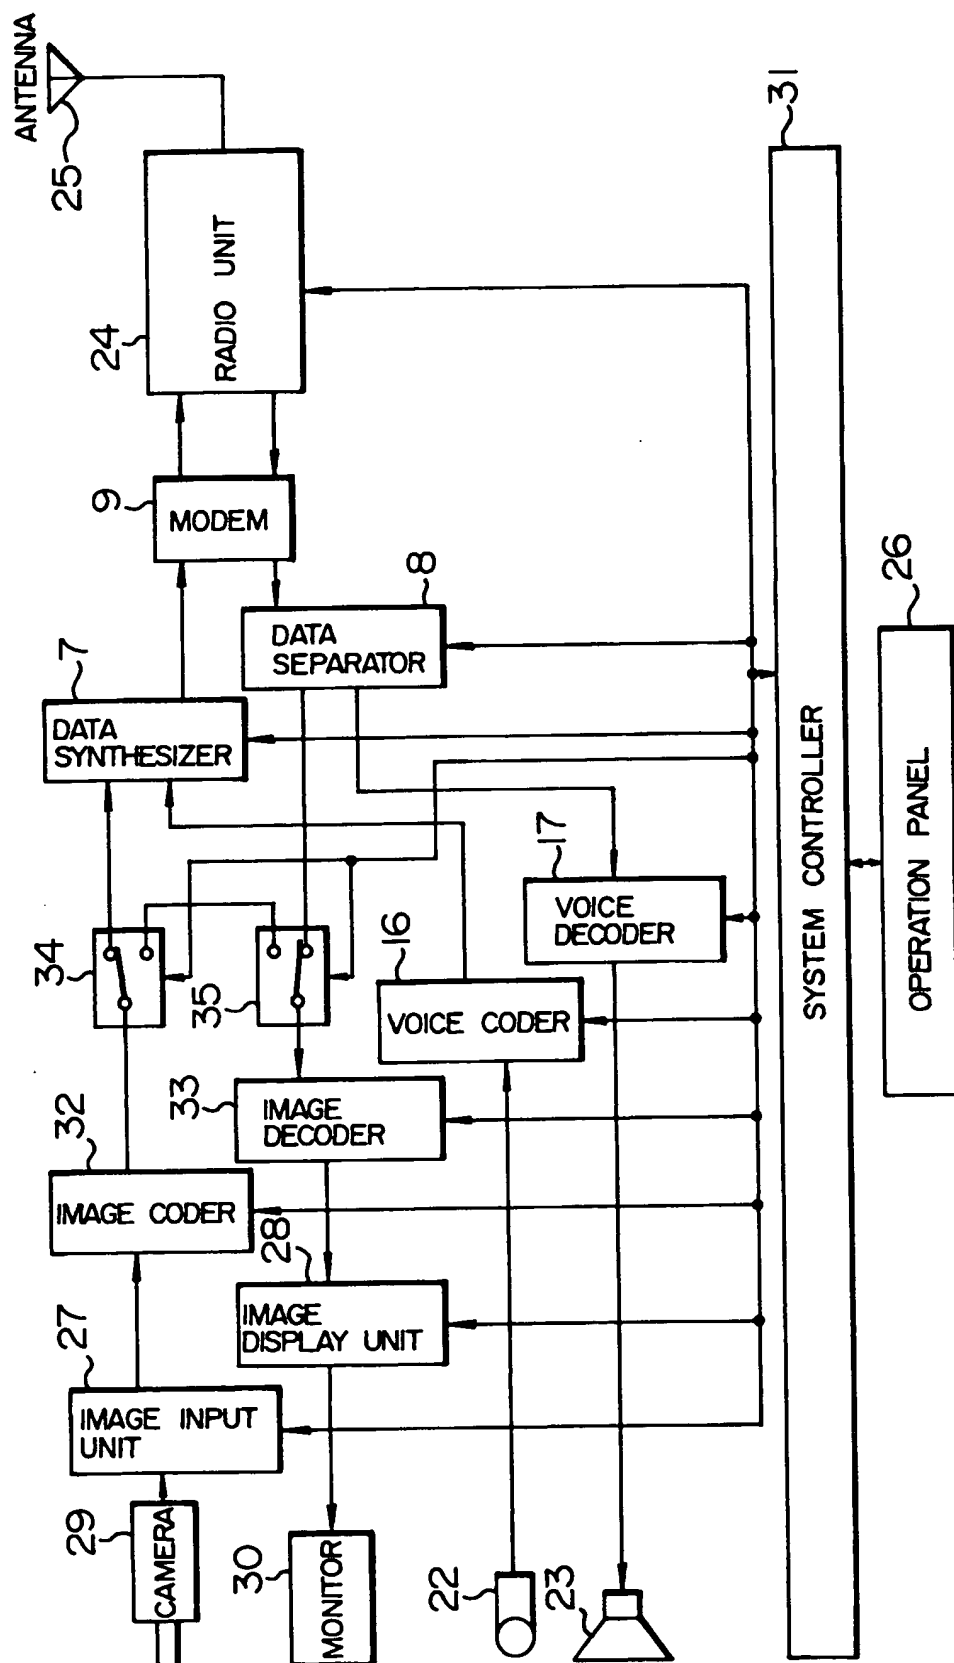 ANTENNA
25
24
RADIO UNIT
9
MODEM
8
DATA
SEPARATOR
7
DATA
SYNTHESIZER
34
35
16
VOICE CODER
17
VOICE
DECODER
32
IMAGE CODER
33
IMAGE
DECODER
27
IMAGE INPUT
UNIT
28
IMAGE
DISPLAY UNIT
29
CAMERA
30
MONITOR
22
23
31
SYSTEM CONTROLLER
26
OPERATION PANEL